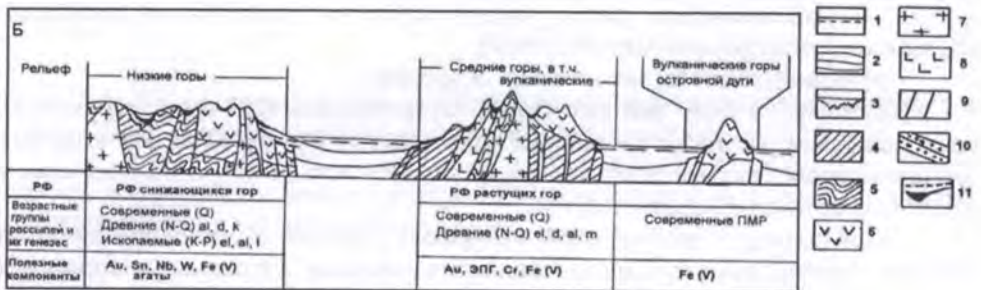 Б
Рельеф
Низкие горы
Средние горы, в т.ч.
вулканические
Вулканические горы
островной дуги
РФ
РФ снижающихся гор
РФ растущих гор
Возрастные
группы
россыпей и
их генезес
Современные (Q)
Древние (N-Q) al, d, k
Ископаемые (K-P) el, al, l
Современные (Q)
Древние (N-Q) el, d, al, m
Современные ПМР
Полезные
компоненты
Au, Sn, Nb, W, Fe (V)
агаты
Au, ЭПГ, Cr, Fe (V)
Fe (V)
1
2
3
4
5
6
7
8
9
10
11